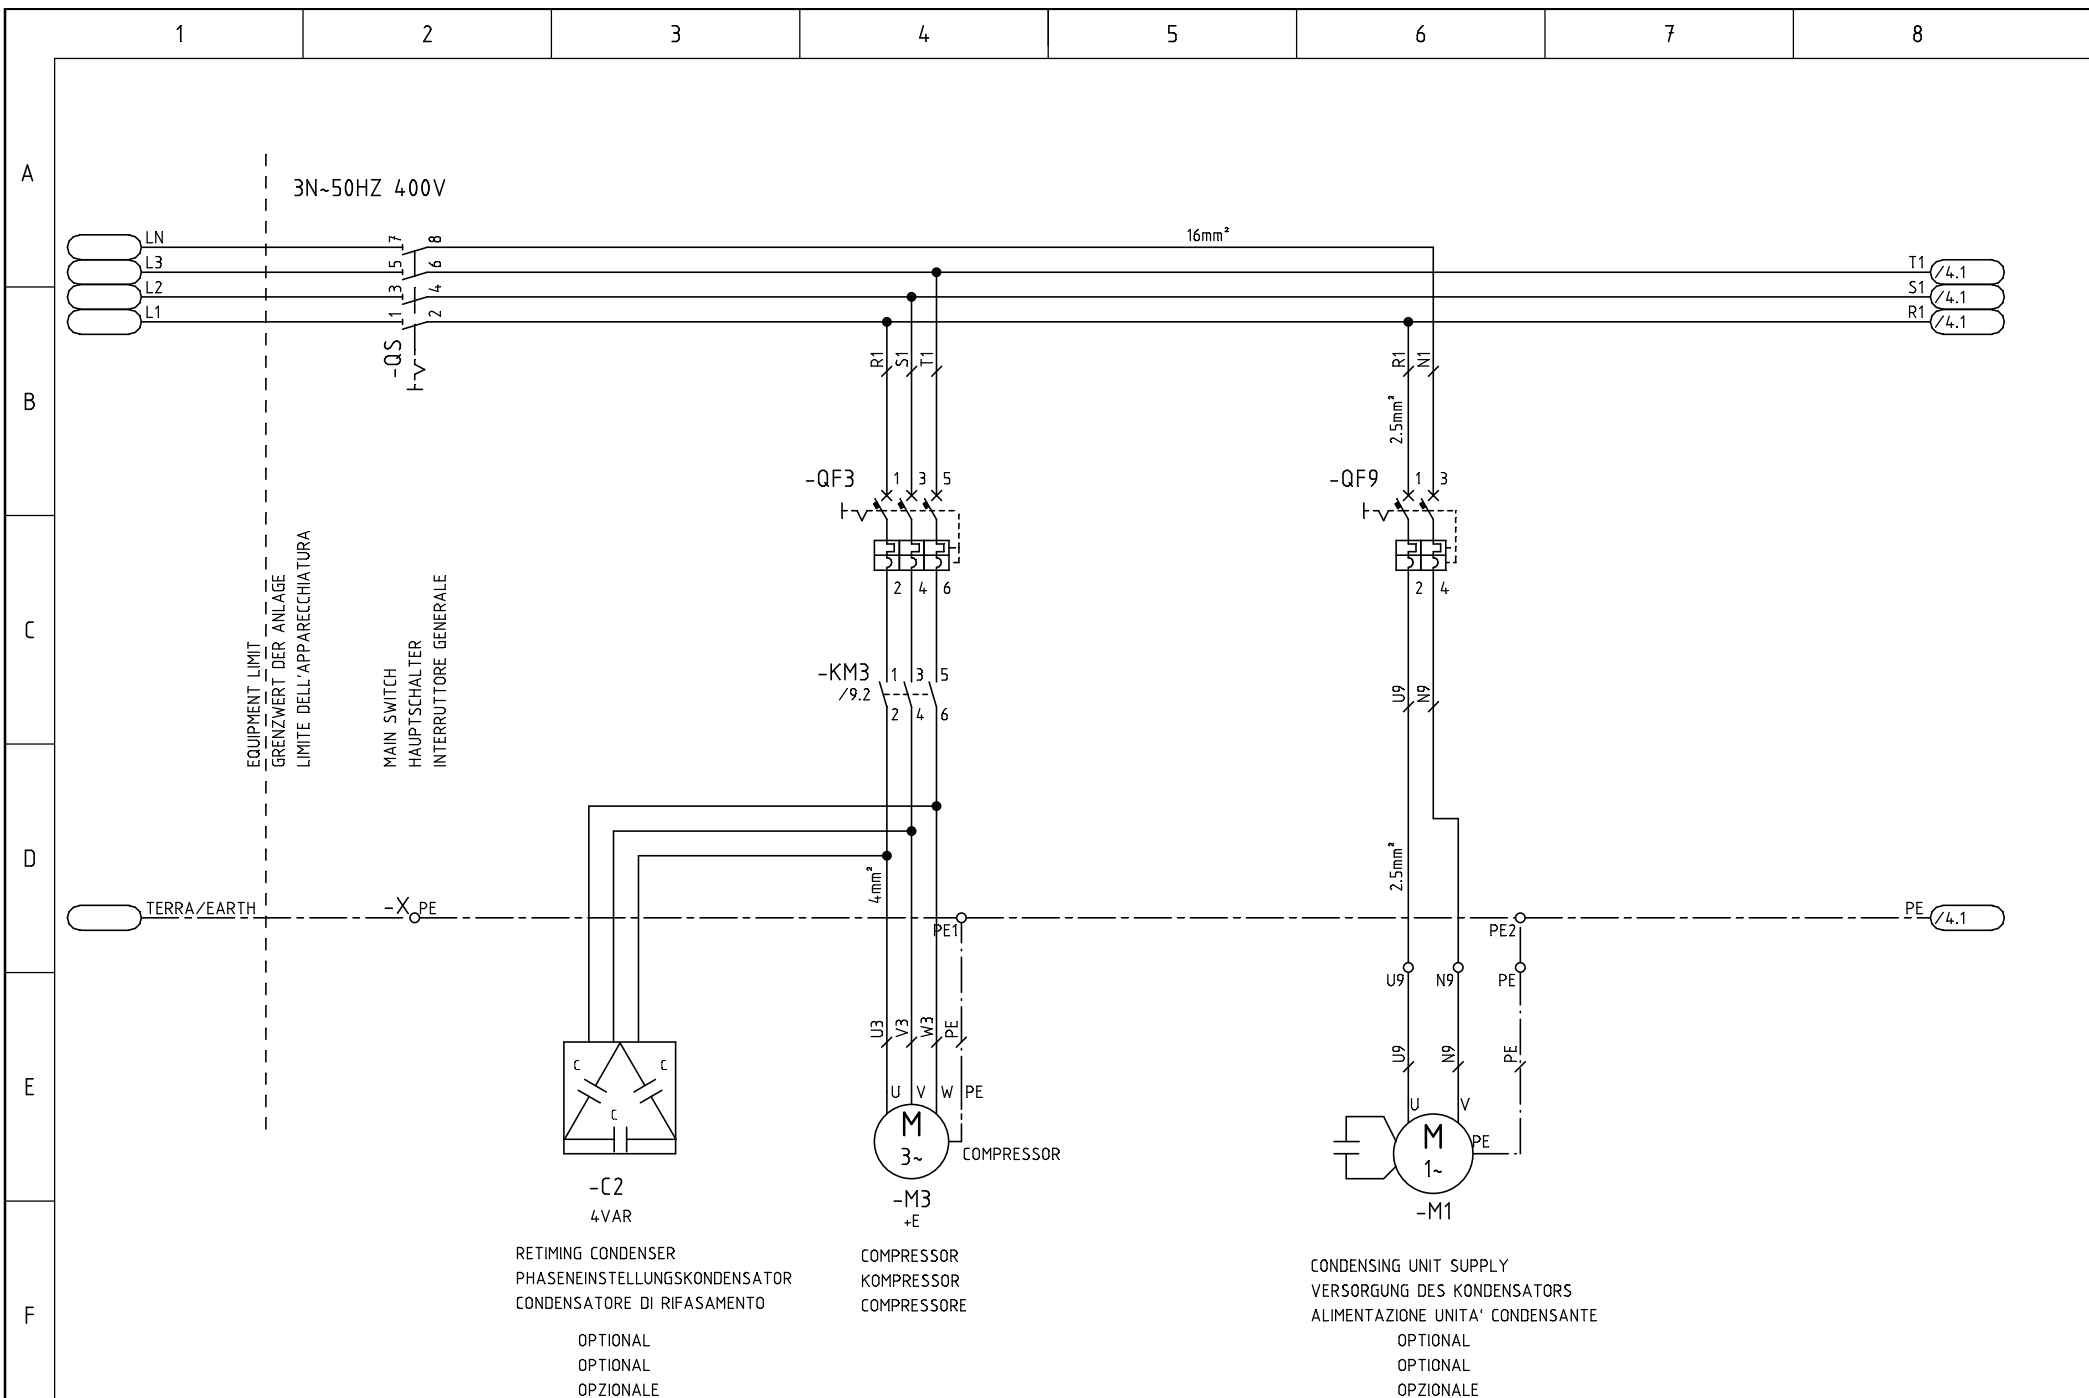 1 2 3 4 5 6 7 8
A
3N~50HZ 400V
LN 7 8 16mm²
L3 5 6 T1 /4.1
L2 3 4 S1 /4.1
L1 1 2 R1 /4.1
-QS
R1 S1 T1
R1 N1
B
2.5mm²
-QF3 1 3 5
-QF9 1 3
2 4 6
2 4
C
EQUIPMENT LIMIT
GRENZWERT DER ANLAGE
LIMITE DELL'APPARECCHIATURA
MAIN SWITCH
HAUPTSCHALTER
INTERRUTTORE GENERALE
-KM3 1 3 5
/9.2
2 4 6
U9 N9
D
4mm²
2.5mm²
TERRA/EARTH
-X PE
PE1
PE2
PE /4.1
U9 N9 PE
U3 V3 W3 PE
U9 N9 PE
E
C C
C
U V W PE
M
3~
COMPRESSOR
U V
M
1~
PE
-C2
4VAR
-M3
+E
-M1
F
RETIMING CONDENSER
PHASENEINSTELLUNGSKONDENSATOR
CONDENSATORE DI RIFASAMENTO
OPTIONAL
OPTIONAL
OPZIONALE
COMPRESSOR
KOMPRESSOR
COMPRESSORE
CONDENSING UNIT SUPPLY
VERSORGUNG DES KONDENSATORS
ALIMENTAZIONE UNITA' CONDENSANTE
OPTIONAL
OPTIONAL
OPZIONALE